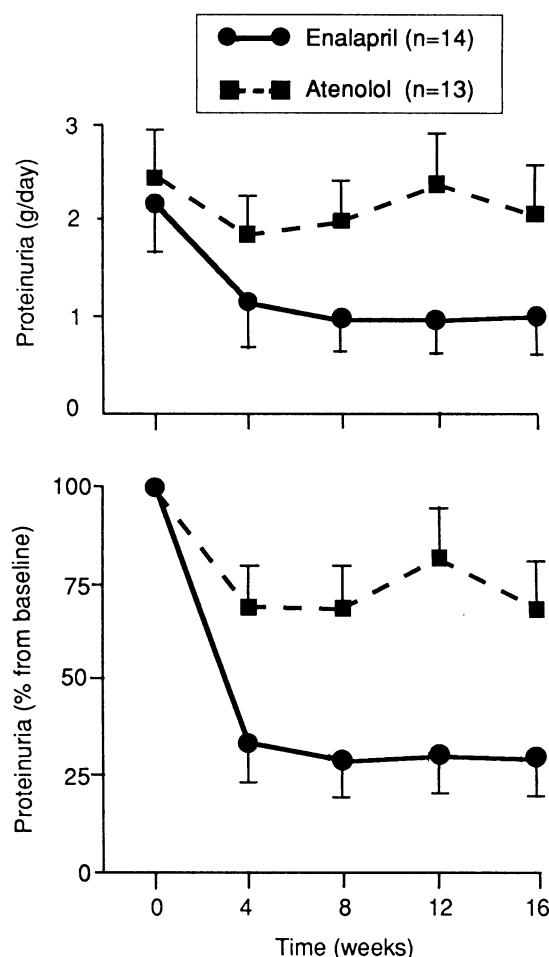 Enalapril (n=14)
Atenolol (n=13)
Proteinuria (g/day)
3
2
1
0
Proteinuria (% from baseline)
100
75
50
25
0
0 4 8 12 16
Time (weeks)